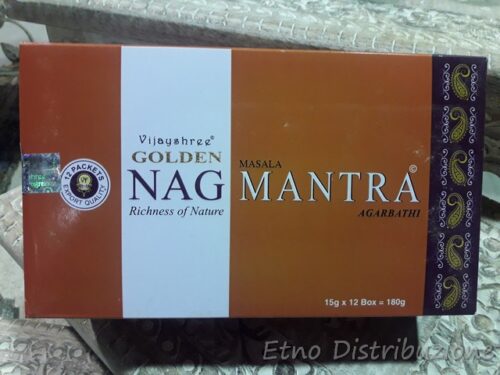 Vijayshree®
GOLDEN
NAG
Richness of Nature
MASALA
MANTRA©
AGARBATHI
12 PACKETS
EXPORT QUALITY
15g x 12 Box = 180g
Etno Distribuzione